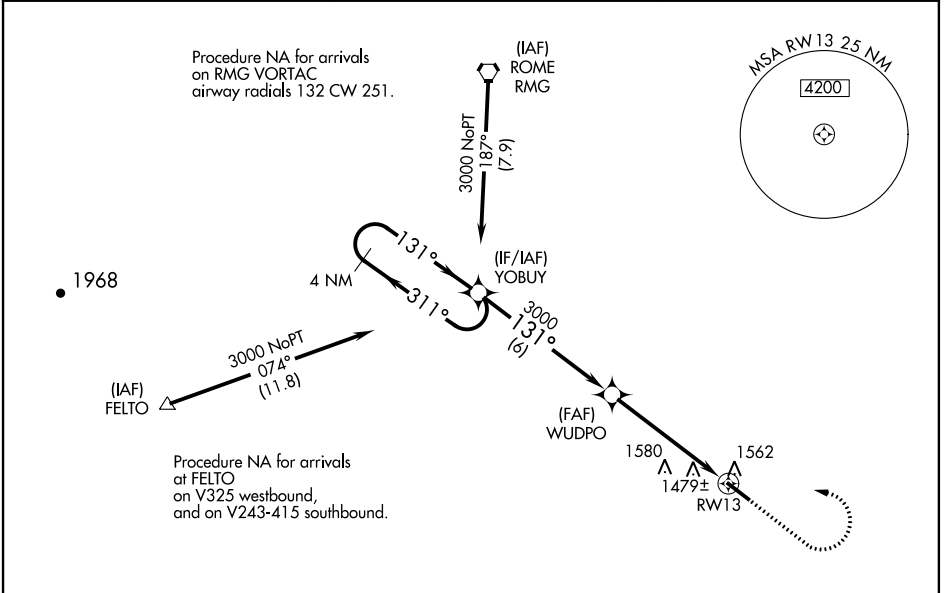 Procedure NA for arrivals
on RMG VORTAC
airway radials 132 CW 251.
(IAF)
ROME
RMG
MSA RW13 25 NM
4200
3000 NoPT
187°
(7.9)
131°
4 NM
311°
(IF/IAF)
YOBUY
3000
131°
(6)
1968
3000 NoPT
074°
(11.8)
(IAF)
FELTO
(FAF)
WUDPO
1580
1562
1479±
RW13
Procedure NA for arrivals
at FELTO
on V325 westbound,
and on V243-415 southbound.